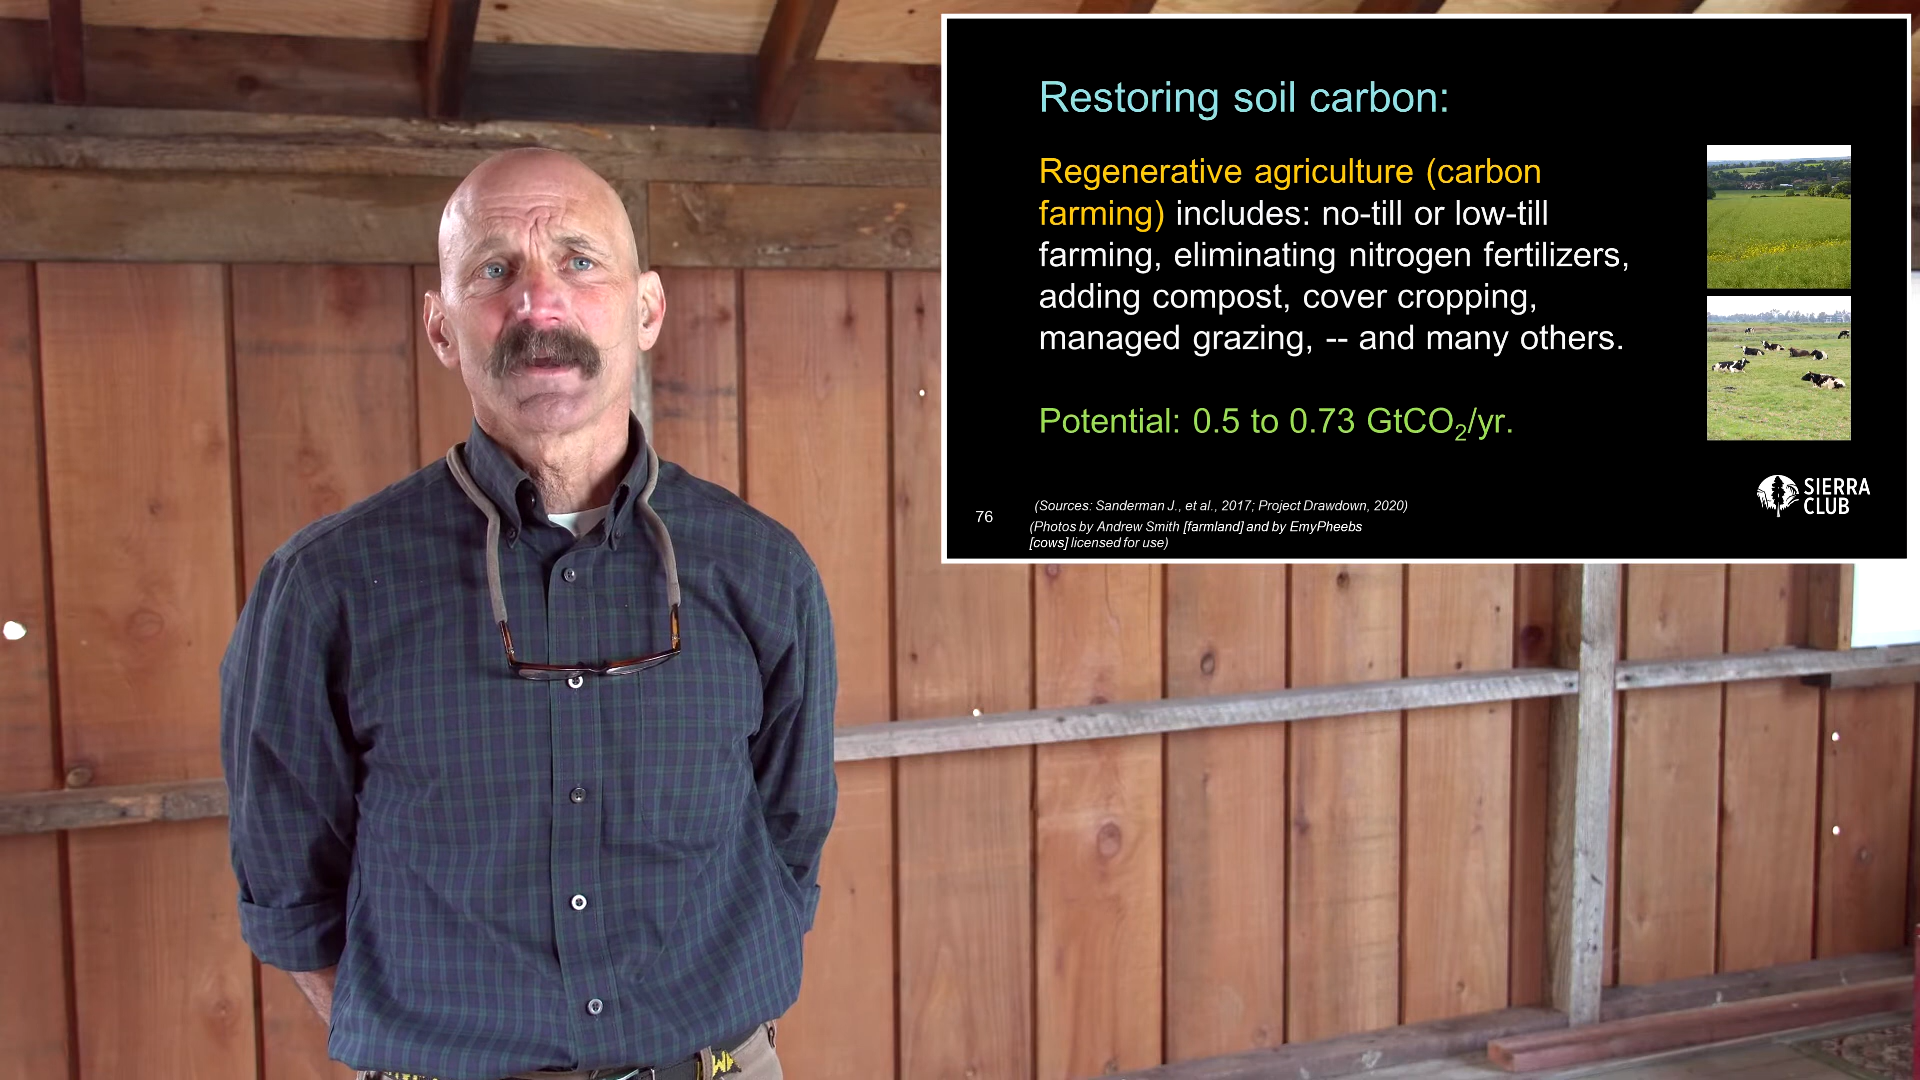 Restoring soil carbon:
Regenerative agriculture (carbon
farming) includes: no-till or low-till
farming, eliminating nitrogen fertilizers,
adding compost, cover cropping,
managed grazing, -- and many others.
Potential: 0.5 to 0.73 GtCO₂/yr.
SIERRA
CLUB
(Sources: Sanderman J., et al., 2017; Project Drawdown, 2020)
76
(Photos by Andrew Smith [farmland] and by EmyPheebs
[cows] licensed for use)